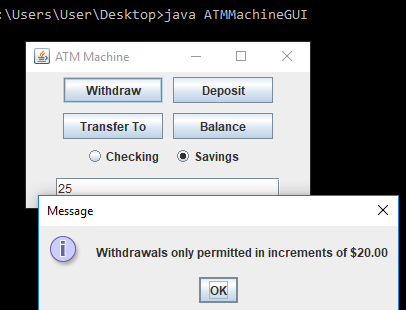 :\Users\User\Desktop>java ATMMachineGUI
ATM Machine
Withdraw Deposit
Transfer To Balance
Checking Savings
25
Message
Withdrawals only permitted in increments of $20.00
OK